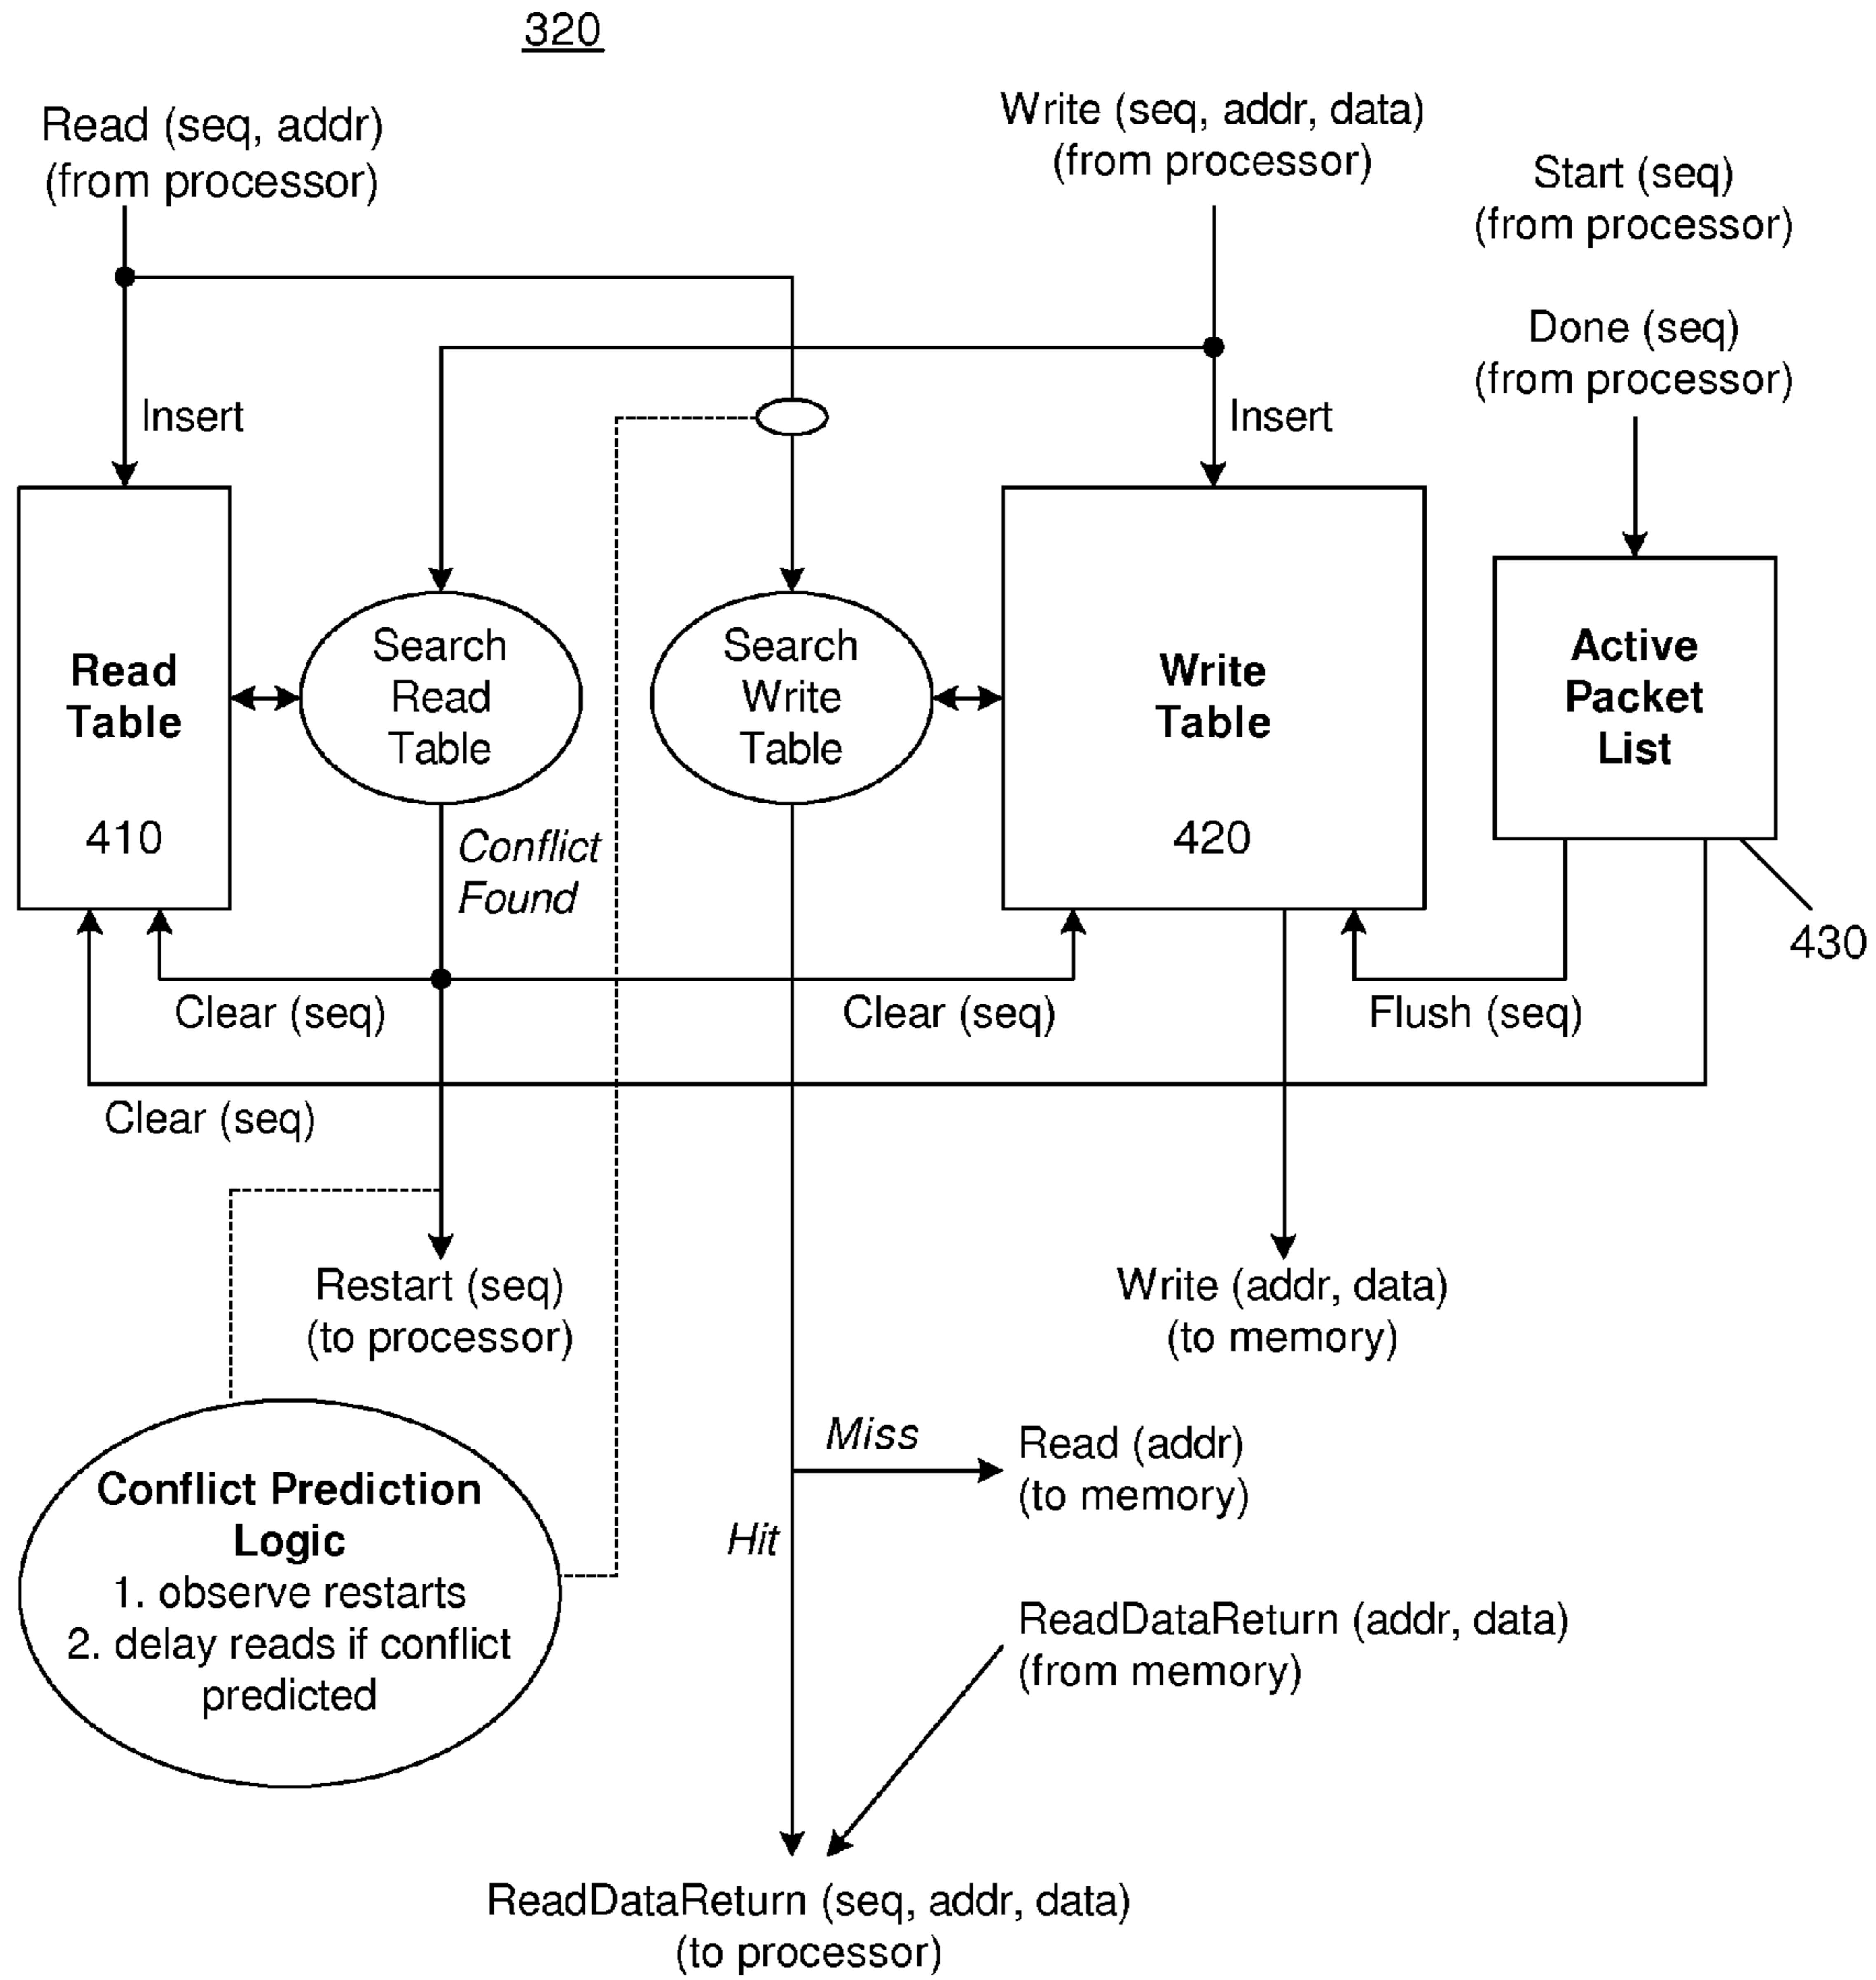 320
Read (seq, addr)
(from processor)
Write (seq, addr, data)
(from processor)
Start (seq)
(from processor)
Done (seq)
(from processor)
Insert
Insert
Read
Table
410
Search
Read
Table
Search
Write
Table
Write
Table
420
Active
Packet
List
430
Conflict
Found
Clear (seq)
Clear (seq)
Flush (seq)
Clear (seq)
Restart (seq)
(to processor)
Write (addr, data)
(to memory)
Conflict Prediction
Logic
1. observe restarts
2. delay reads if conflict
predicted
Miss
Read (addr)
(to memory)
Hit
ReadDataReturn (addr, data)
(from memory)
ReadDataReturn (seq, addr, data)
(to processor)